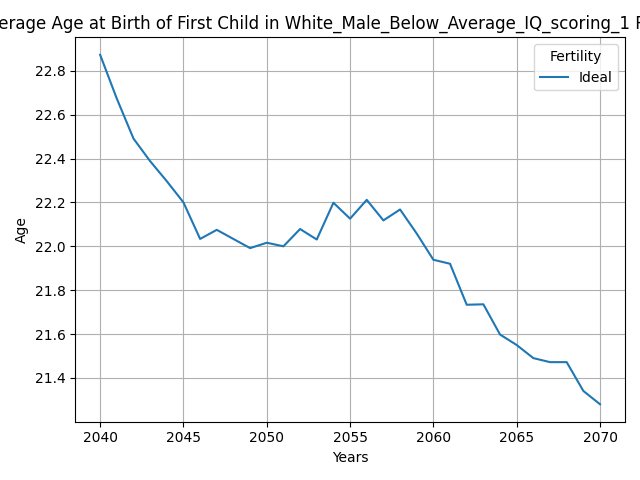 erage Age at Birth of First Child in White_Male_Below_Average_IQ_scoring_1
Fertility
Ideal
22.8
22.6
22.4
22.2
22.0
21.8
21.6
21.4
Age
2040 2045 2050 2055 2060 2065 2070
Years